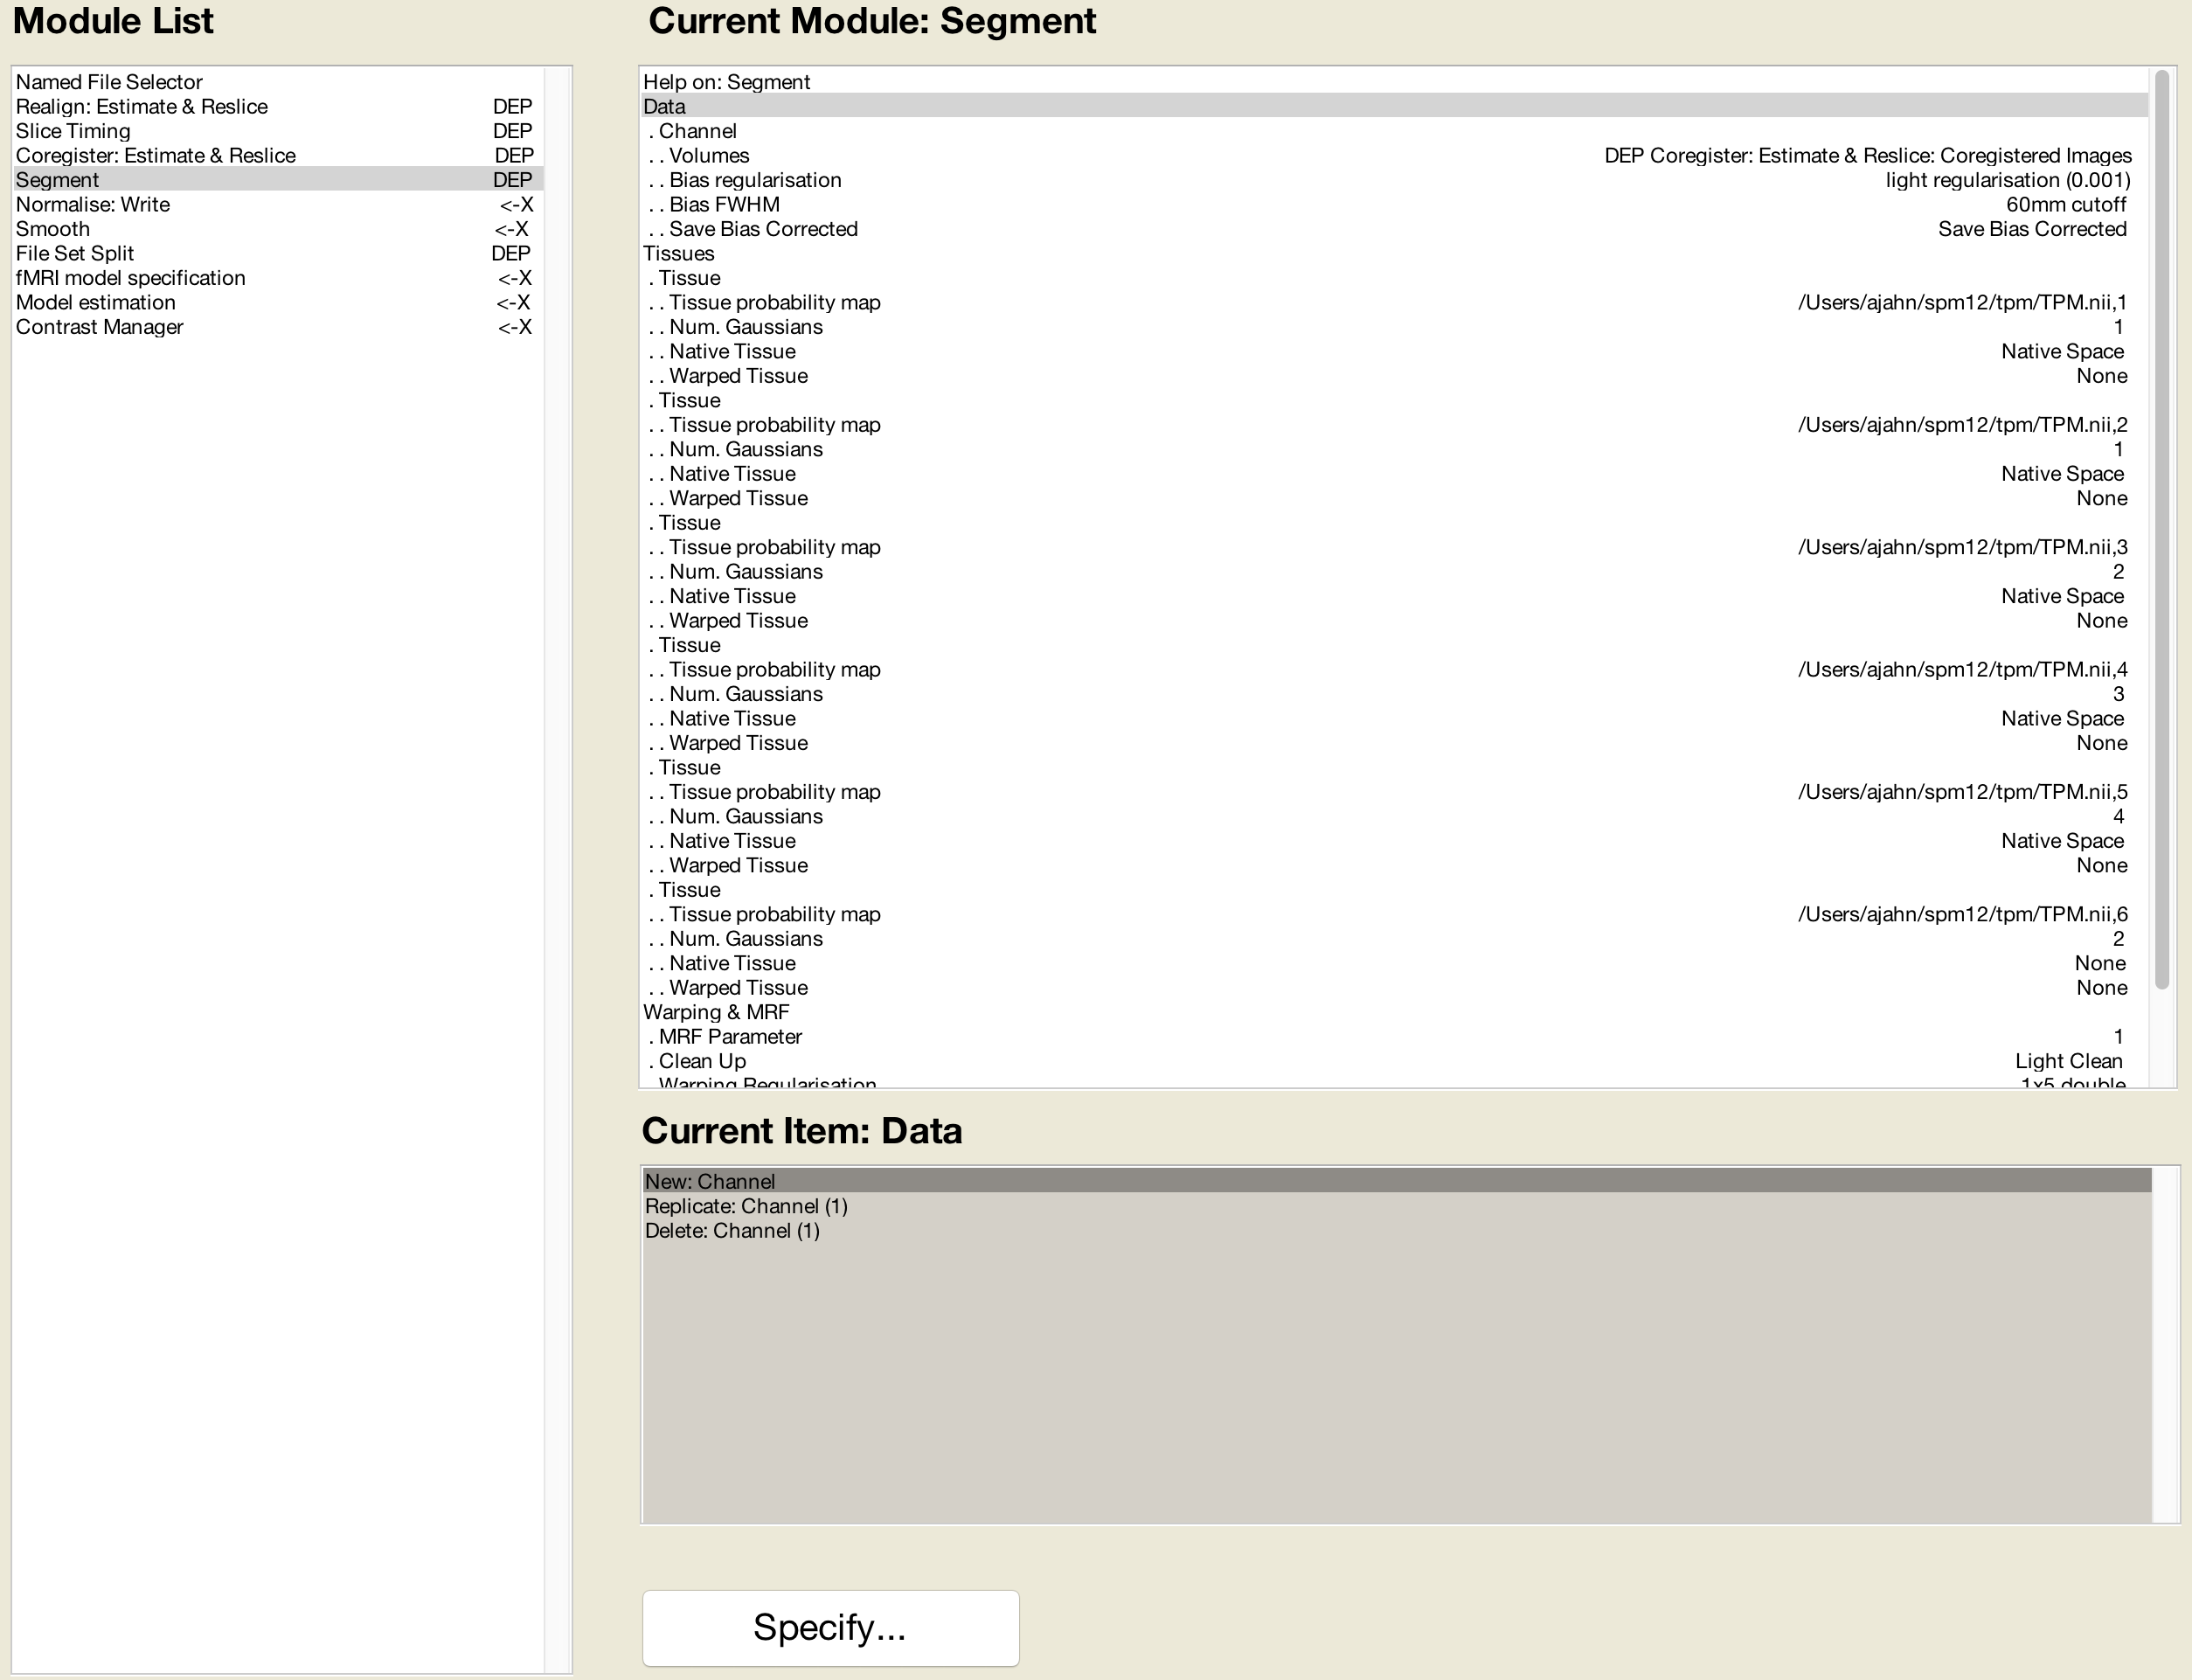 Module List
Named File Selector
Realign: Estimate & Reslice DEP
Slice Timing DEP
Coregister: Estimate & Reslice DEP
Segment DEP
Normalise: Write <-X
Smooth <-X
File Set Split DEP
fMRI model specification <-X
Model estimation <-X
Contrast Manager <-X
Current Module: Segment
Help on: Segment
Data
. Channel
. . Volumes DEP Coregister: Estimate & Reslice: Coregistered Images
. . Bias regularisation light regularisation (0.001)
. . Bias FWHM 60mm cutoff
. . Save Bias Corrected Save Bias Corrected
Tissues
. Tissue
. . Tissue probability map /Users/ajahn/spm12/tpm/TPM.nii,1
. . Num. Gaussians 1
. . Native Tissue Native Space
. . Warped Tissue None
. Tissue
. . Tissue probability map /Users/ajahn/spm12/tpm/TPM.nii,2
. . Num. Gaussians 1
. . Native Tissue Native Space
. . Warped Tissue None
. Tissue
. . Tissue probability map /Users/ajahn/spm12/tpm/TPM.nii,3
. . Num. Gaussians 2
. . Native Tissue Native Space
. . Warped Tissue None
. Tissue
. . Tissue probability map /Users/ajahn/spm12/tpm/TPM.nii,4
. . Num. Gaussians 3
. . Native Tissue Native Space
. . Warped Tissue None
. Tissue
. . Tissue probability map /Users/ajahn/spm12/tpm/TPM.nii,5
. . Num. Gaussians 4
. . Native Tissue Native Space
. . Warped Tissue None
. Tissue
. . Tissue probability map /Users/ajahn/spm12/tpm/TPM.nii,6
. . Num. Gaussians 2
. . Native Tissue None
. . Warped Tissue None
Warping & MRF
. MRF Parameter 1
. Clean Up Light Clean
Warping Regularisation 1x5 double
Current Item: Data
New: Channel
Replicate: Channel (1)
Delete: Channel (1)
Specify...